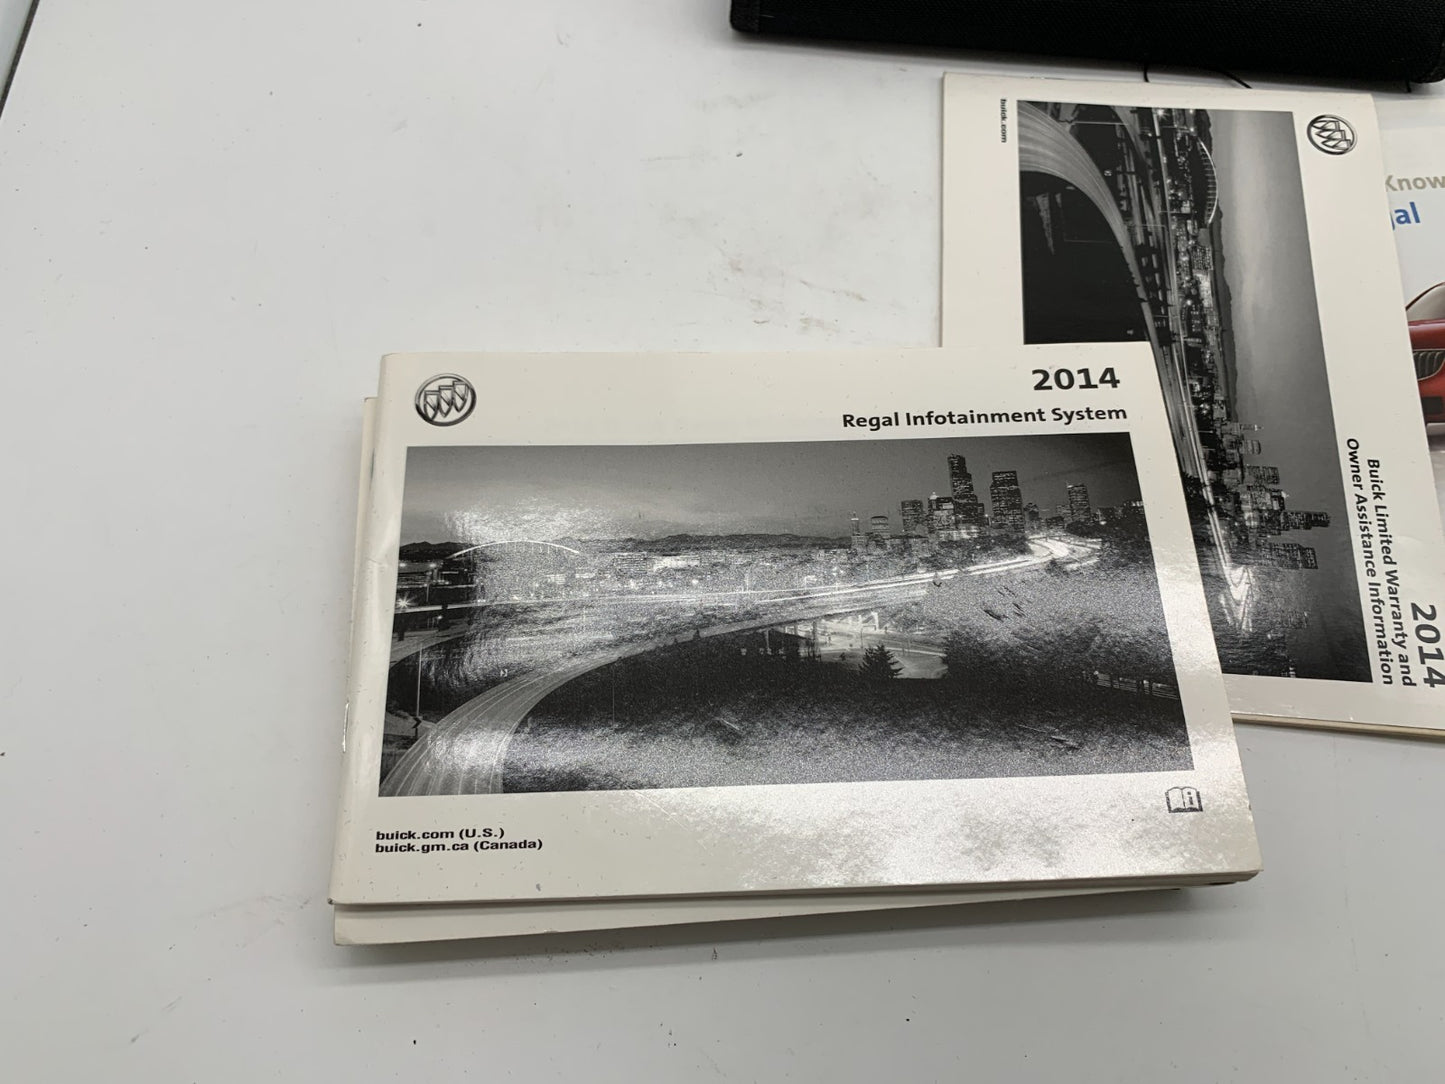 2014
Regal Infotainment System
buick.com (U.S.)
buick.gm.ca (Canada)
buick.com
2014
Buick Limited Warranty and
Owner Assistance Information
Know